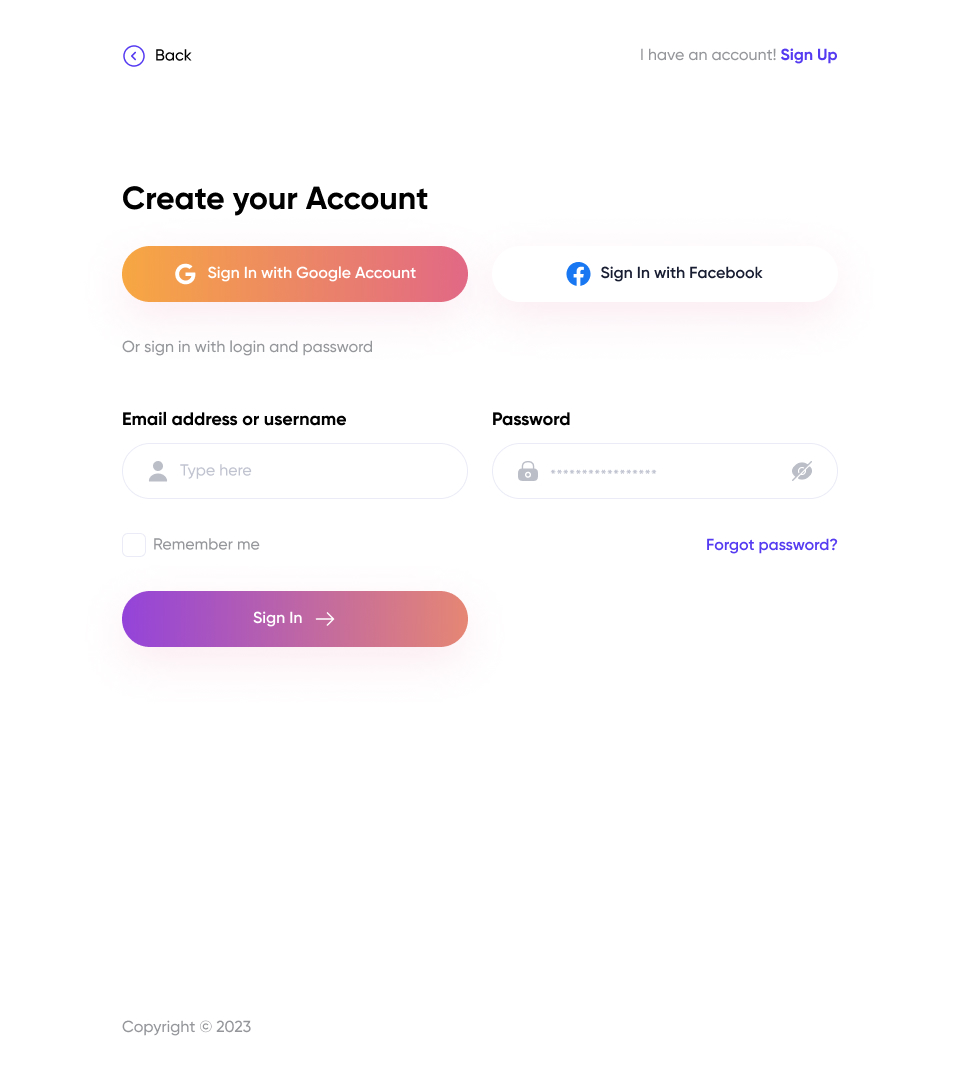 Back
I have an account! Sign Up
Create your Account
Sign In with Google Account
Sign In with Facebook
Or sign in with login and password
Email address or username
Password
Type here
••••••••••••••••• 
Remember me
Forgot password?
Sign In
Copyright © 2023